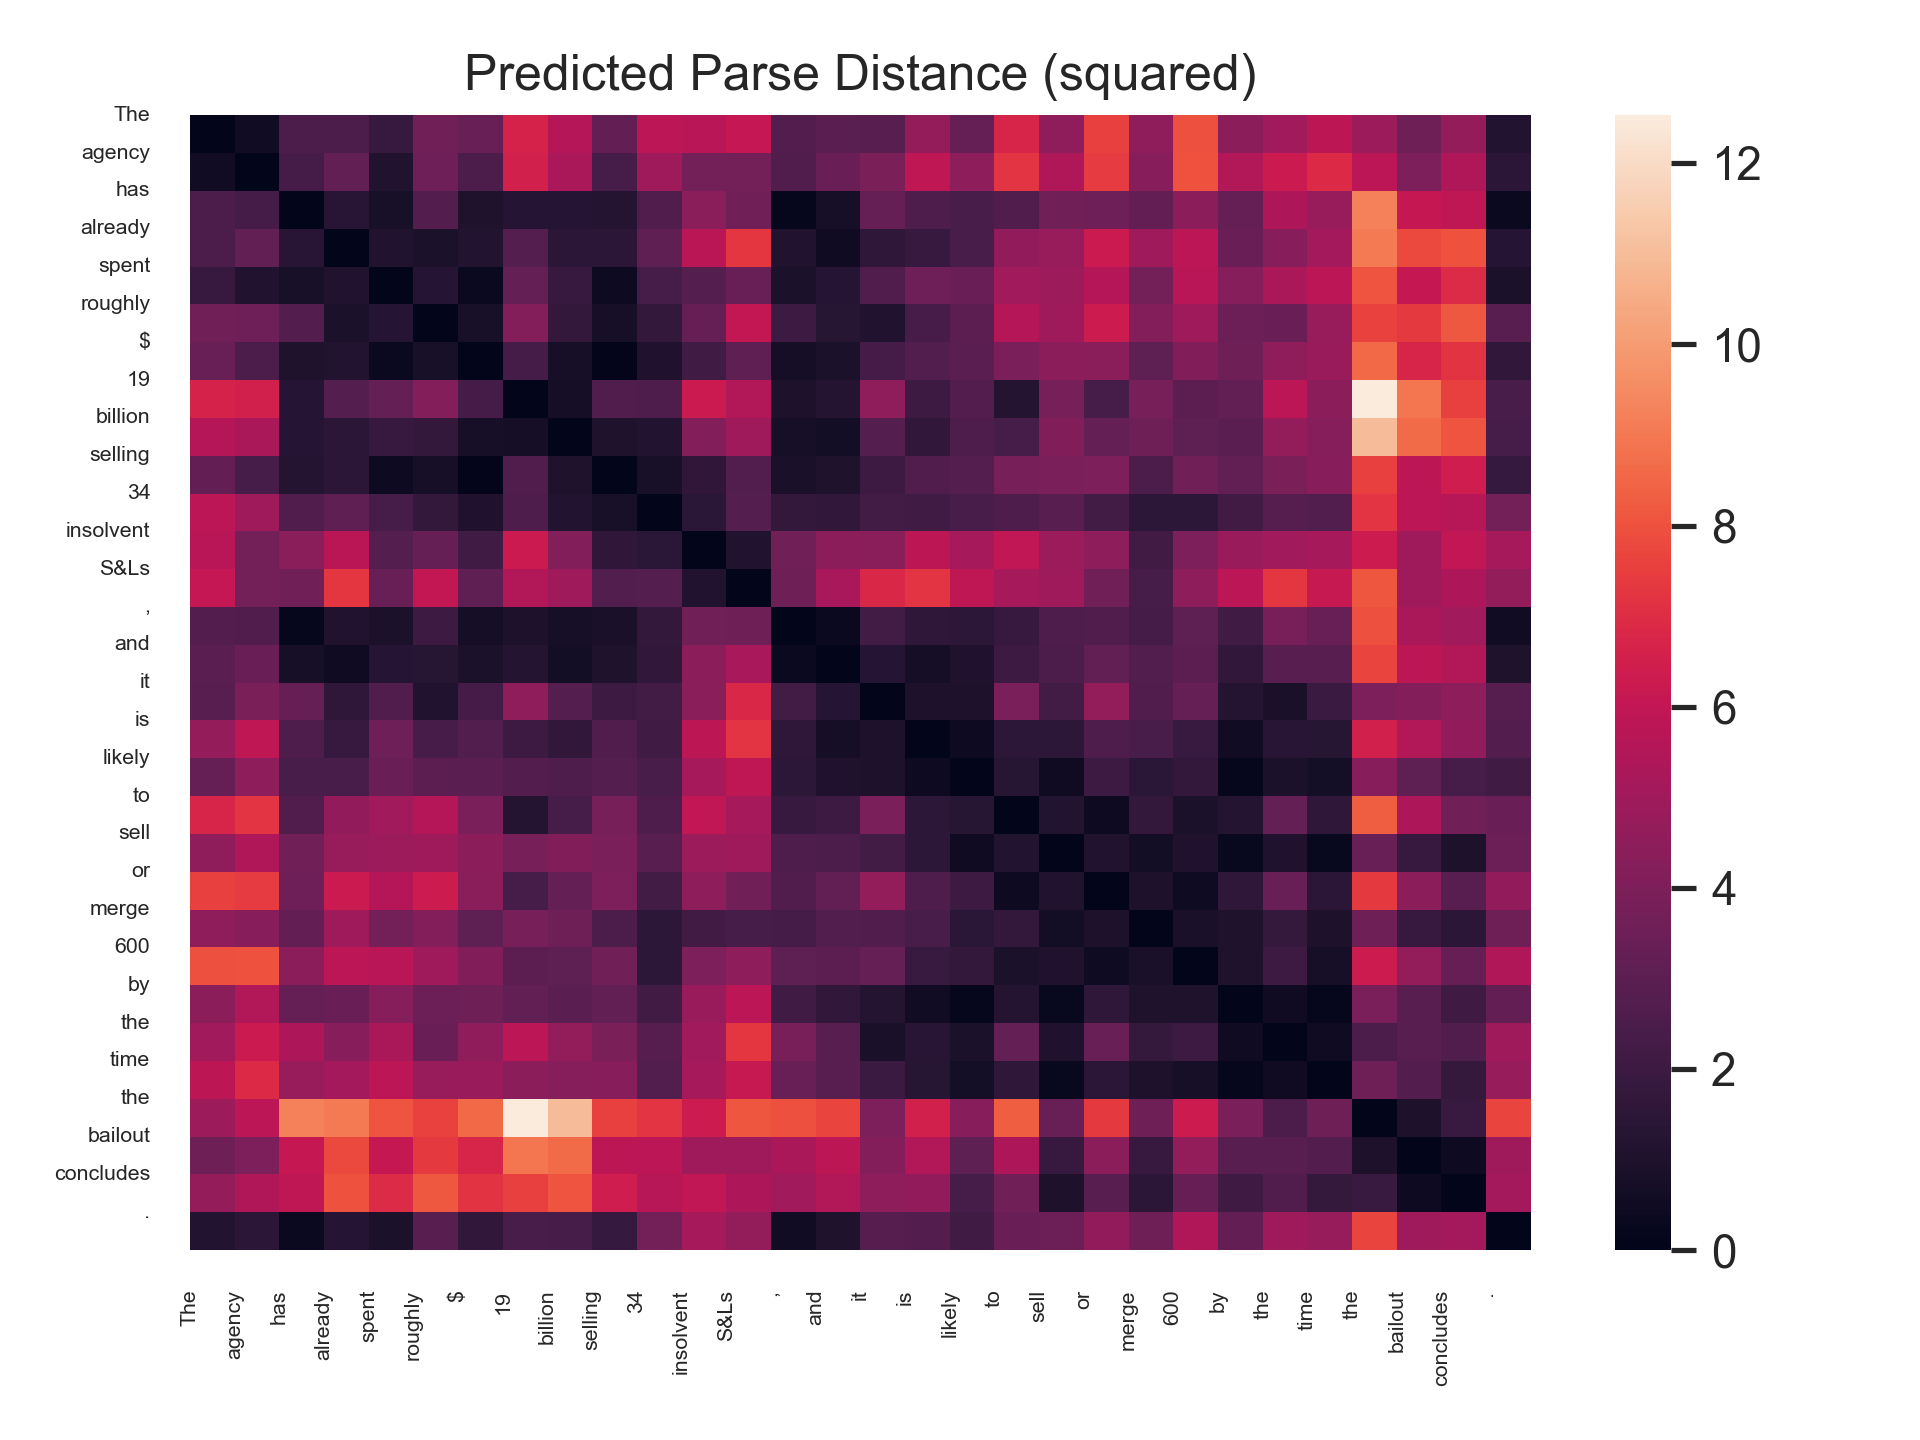 Predicted Parse Distance (squared)
The
agency
has
already
spent
roughly
$
19
billion
selling
34
insolvent
S&Ls
,
and
it
is
likely
to
sell
or
merge
600
by
the
time
the
bailout
concludes
.
12
10
8
6
4
2
0
The
agency
has
already
spent
roughly
$
19
billion
selling
34
insolvent
S&Ls
,
and
it
is
likely
to
sell
or
merge
600
by
the
time
the
bailout
concludes
.